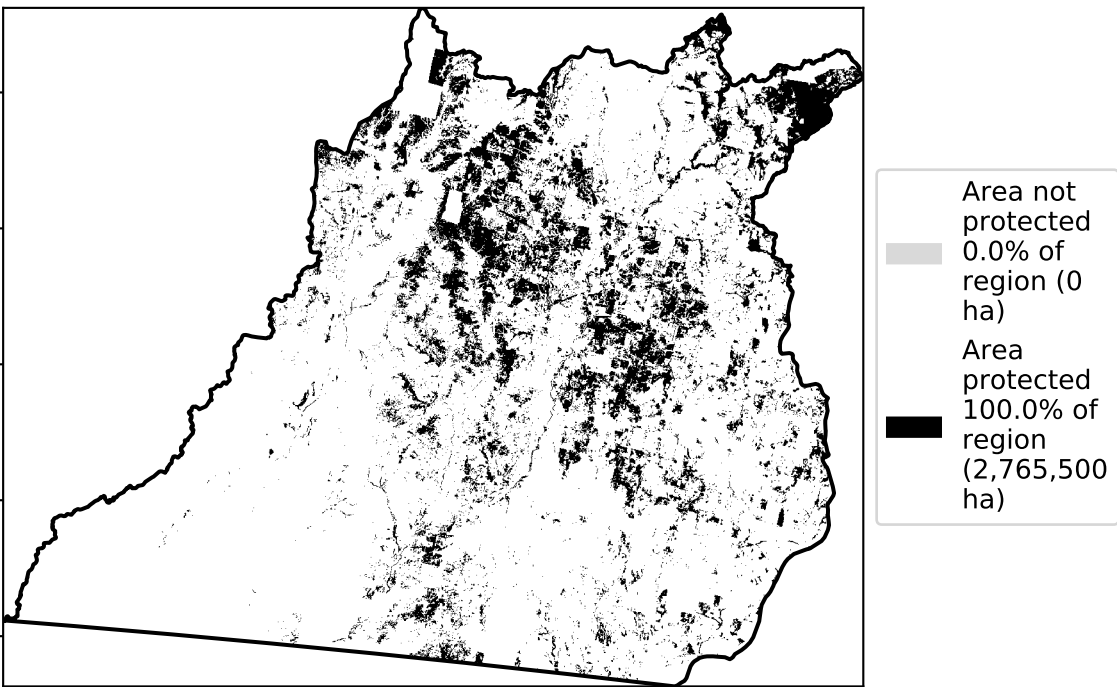 Area not
protected
0.0% of
region (0
ha)
Area
protected
100.0% of
region
(2,765,500
ha)